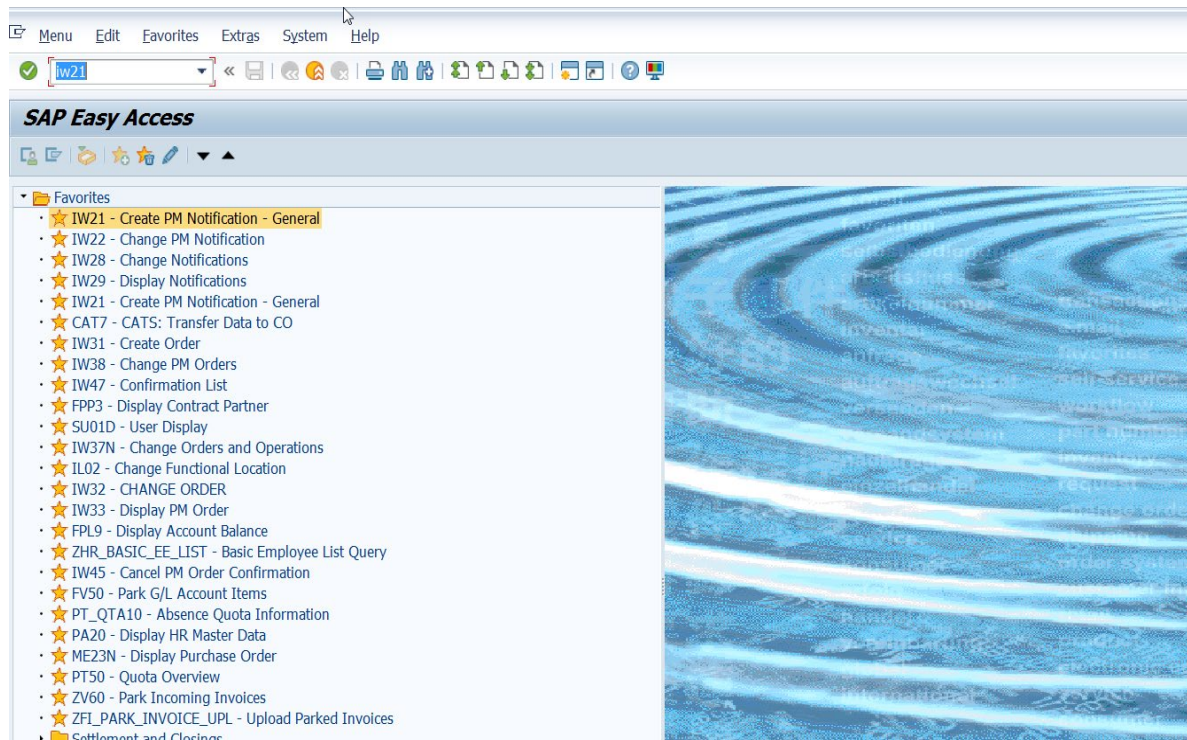 Menu Edit Favorites Extras System Help
iw21
SAP Easy Access
Favorites
IW21 - Create PM Notification - General
IW22 - Change PM Notification
IW28 - Change Notifications
IW29 - Display Notifications
IW21 - Create PM Notification - General
CAT7 - CATS: Transfer Data to CO
IW31 - Create Order
IW38 - Change PM Orders
IW47 - Confirmation List
FPP3 - Display Contract Partner
SU01D - User Display
IW37N - Change Orders and Operations
IL02 - Change Functional Location
IW32 - CHANGE ORDER
IW33 - Display PM Order
FPL9 - Display Account Balance
ZHR_BASIC_EE_LIST - Basic Employee List Query
IW45 - Cancel PM Order Confirmation
FV50 - Park G/L Account Items
PT_QTA10 - Absence Quota Information
PA20 - Display HR Master Data
ME23N - Display Purchase Order
PT50 - Quota Overview
ZV60 - Park Incoming Invoices
ZFI_PARK_INVOICE_UPL - Upload Parked Invoices
Settlement and Closings